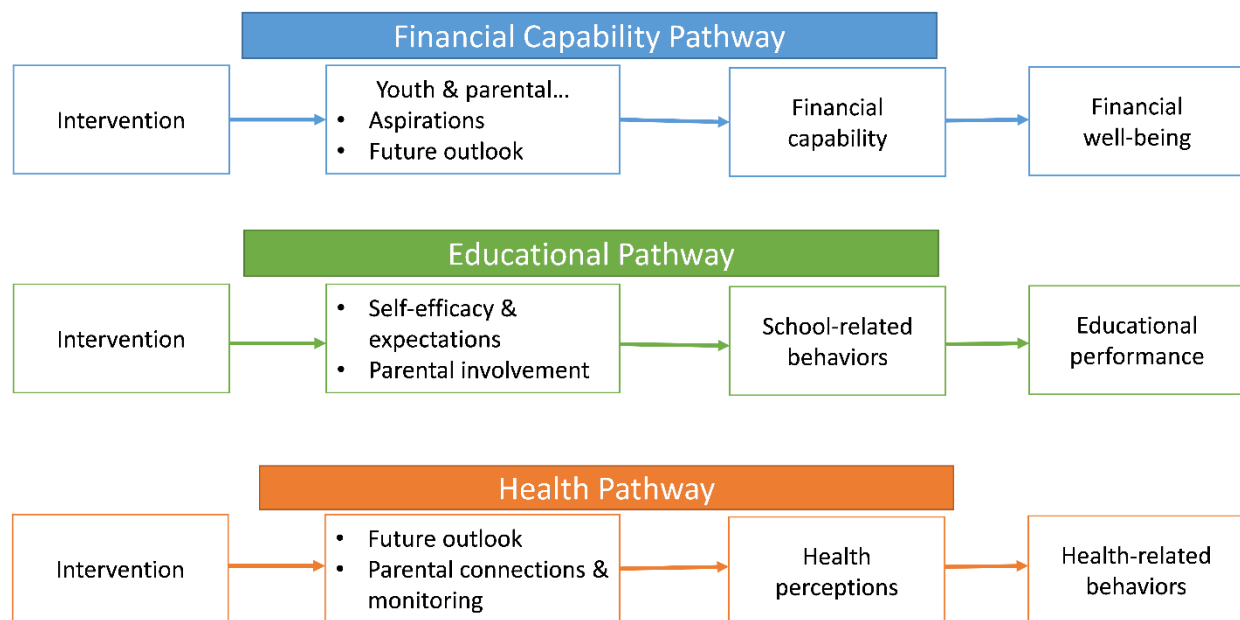 Financial Capability Pathway
Intervention
Youth & parental...
• Aspirations
• Future outlook
Financial
capability
Financial
well-being
Educational Pathway
Intervention
• Self-efficacy &
expectations
• Parental involvement
School-related
behaviors
Educational
performance
Health Pathway
Intervention
• Future outlook
• Parental connections &
monitoring
Health
perceptions
Health-related
behaviors